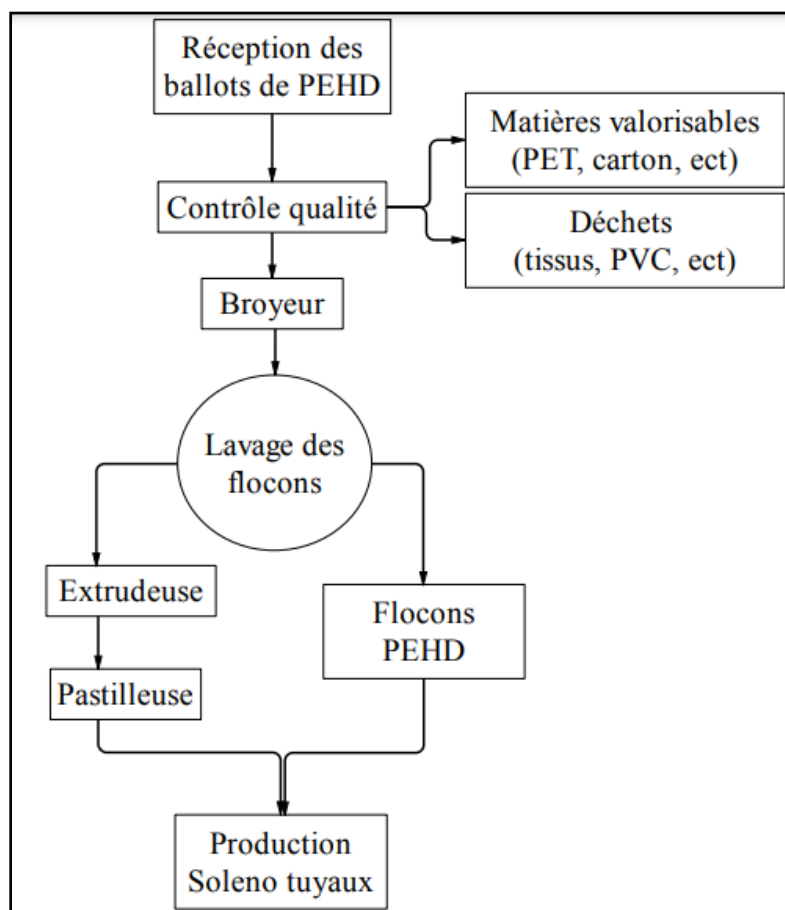 Réception des
ballots de PEHD
Matières valorisables
(PET, carton, ect)
Contrôle qualité
Déchets
(tissus, PVC, ect)
Broyeur
Lavage des
flocons
Extrudeuse
Flocons
PEHD
Pastilleuse
Production
Soleno tuyaux